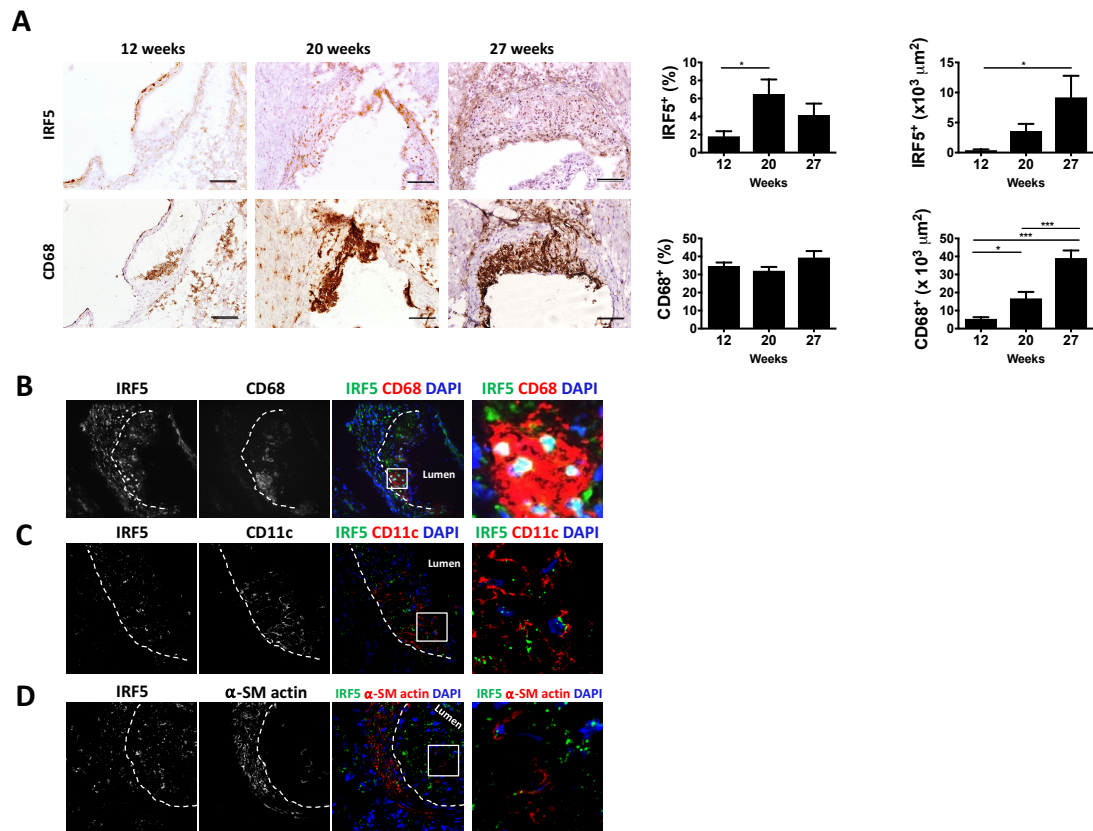 A
12 weeks 20 weeks 27 weeks
IRF5
CD68
IRF5⁺ (%)
8
6
4
2
0
12 20 27
Weeks
*
IRF5⁺ (x10³ μm²)
15
10
5
0
12 20 27
Weeks
*
CD68⁺ (%)
50
40
30
20
10
0
12 20 27
Weeks
CD68⁺ (x 10³ μm²)
50
40
30
20
10
0
12 20 27
Weeks
***
***
*
B
IRF5 CD68 IRF5 CD68 DAPI IRF5 CD68 DAPI
Lumen
C
IRF5 CD11c IRF5 CD11c DAPI IRF5 CD11c DAPI
Lumen
D
IRF5 α-SM actin IRF5 α-SM actin DAPI IRF5 α-SM actin DAPI
Lumen